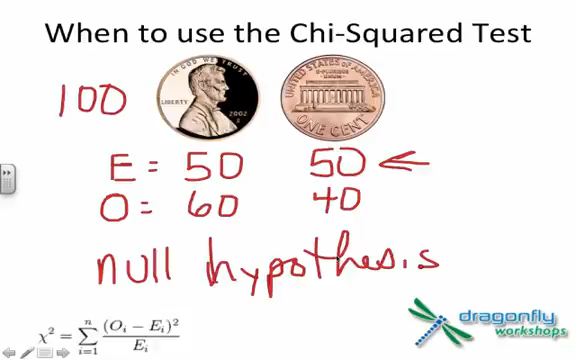 When to use the Chi-Squared Test
100
IN GOD WE TRUST
LIBERTY
2002
UNITED STATES OF AMERICA
E PLURIBUS UNUM
ONE CENT
E = 50 50 ←
O = 60 40
null hypothesis
χ² = ∑ᵢ₌₁ⁿ (Oᵢ − Eᵢ)² / Eᵢ
dragonfly
workshops